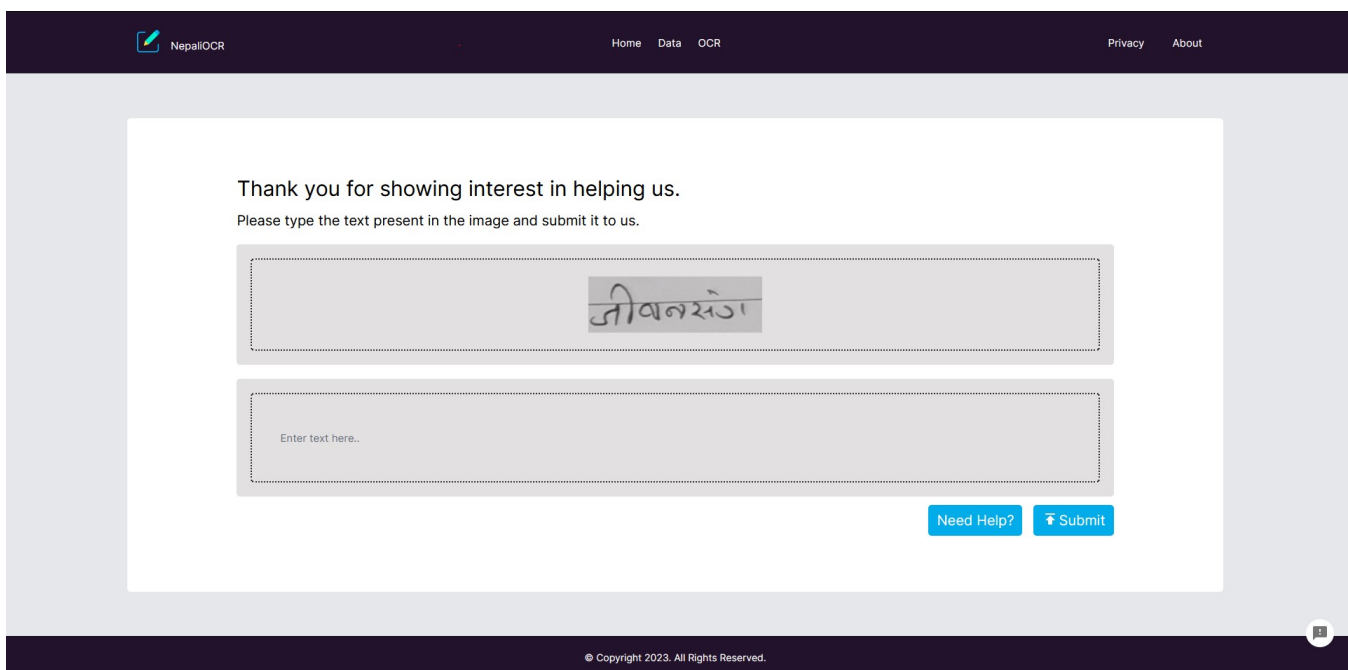 NepaliOCR
Home Data OCR
Privacy About
Thank you for showing interest in helping us.
Please type the text present in the image and submit it to us.
जीवनसंग
Enter text here..
Need Help? Submit
© Copyright 2023. All Rights Reserved.